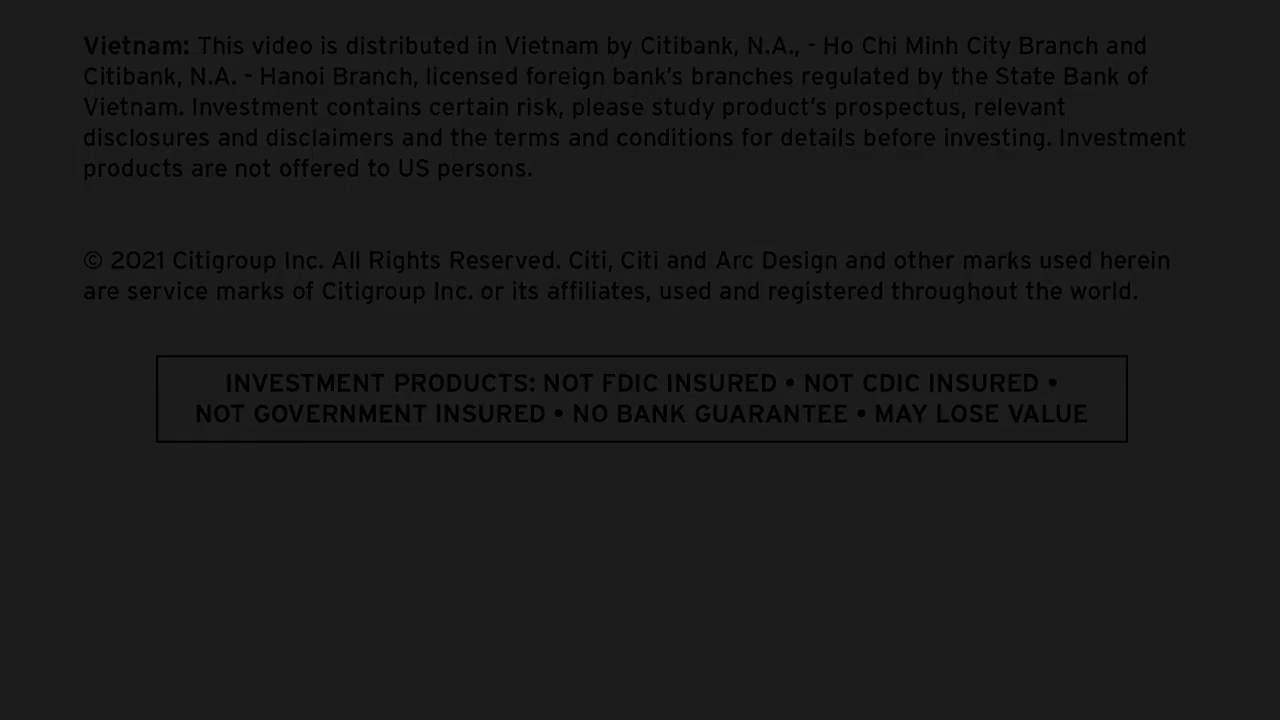 Vietnam: This video is distributed in Vietnam by Citibank, N.A., - Ho Chi Minh City Branch and
Citibank, N.A. - Hanoi Branch, licensed foreign bank's branches regulated by the State Bank of
Vietnam. Investment contains certain risk, please study product's prospectus, relevant
disclosures and disclaimers and the terms and conditions for details before investing. Investment
products are not offered to US persons.
© 2021 Citigroup Inc. All Rights Reserved. Citi, Citi and Arc Design and other marks used herein
are service marks of Citigroup Inc. or its affiliates, used and registered throughout the world.
INVESTMENT PRODUCTS: NOT FDIC INSURED • NOT CDIC INSURED •
NOT GOVERNMENT INSURED • NO BANK GUARANTEE • MAY LOSE VALUE